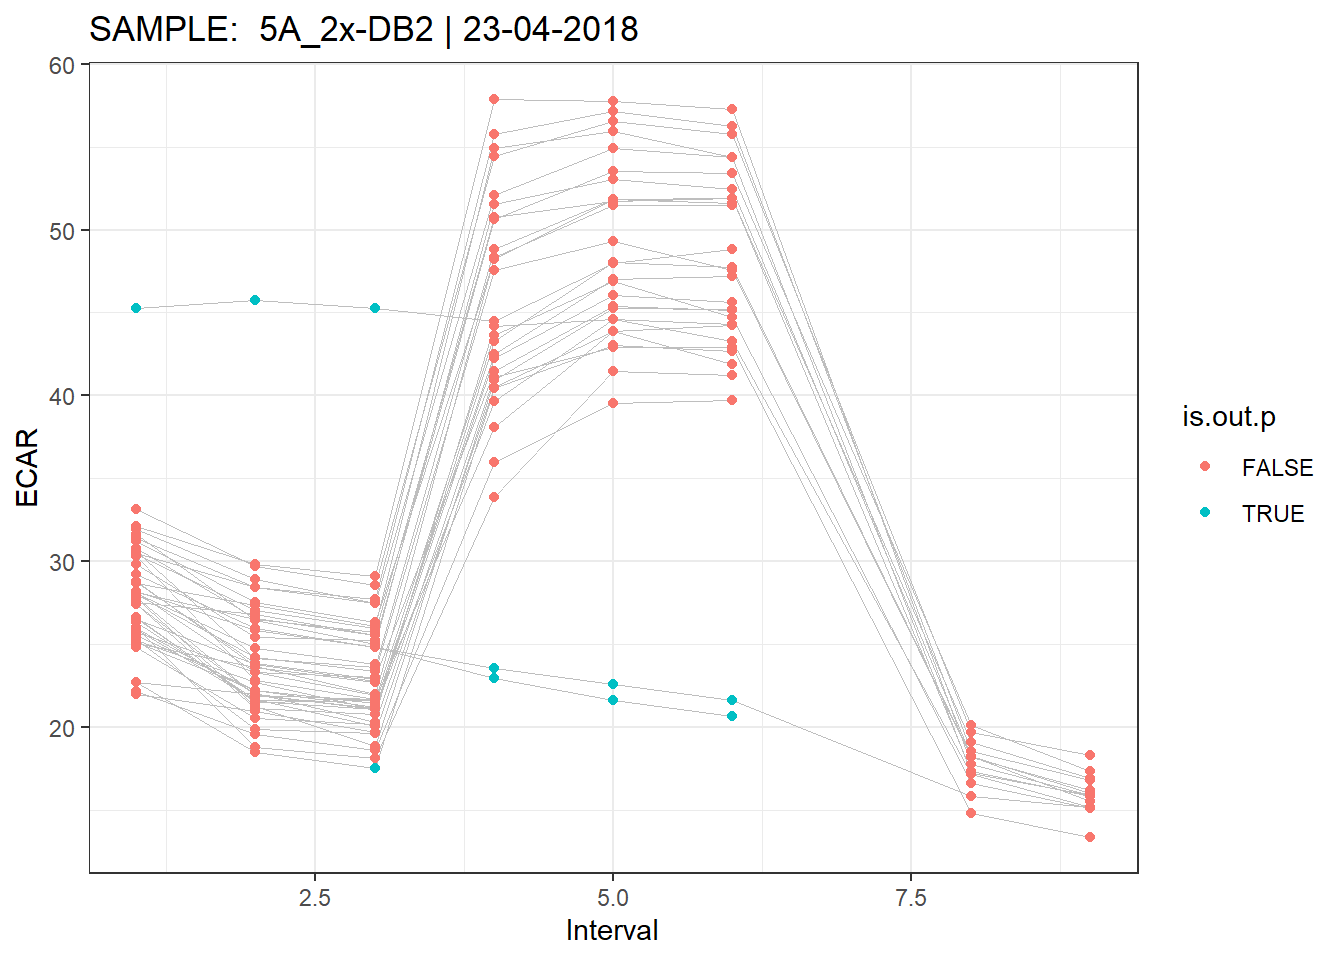 SAMPLE:  5A_2x-DB2 | 23-04-2018
60
50
40
30
20
ECAR
2.5
5.0
7.5
Interval
is.out.p
FALSE
TRUE